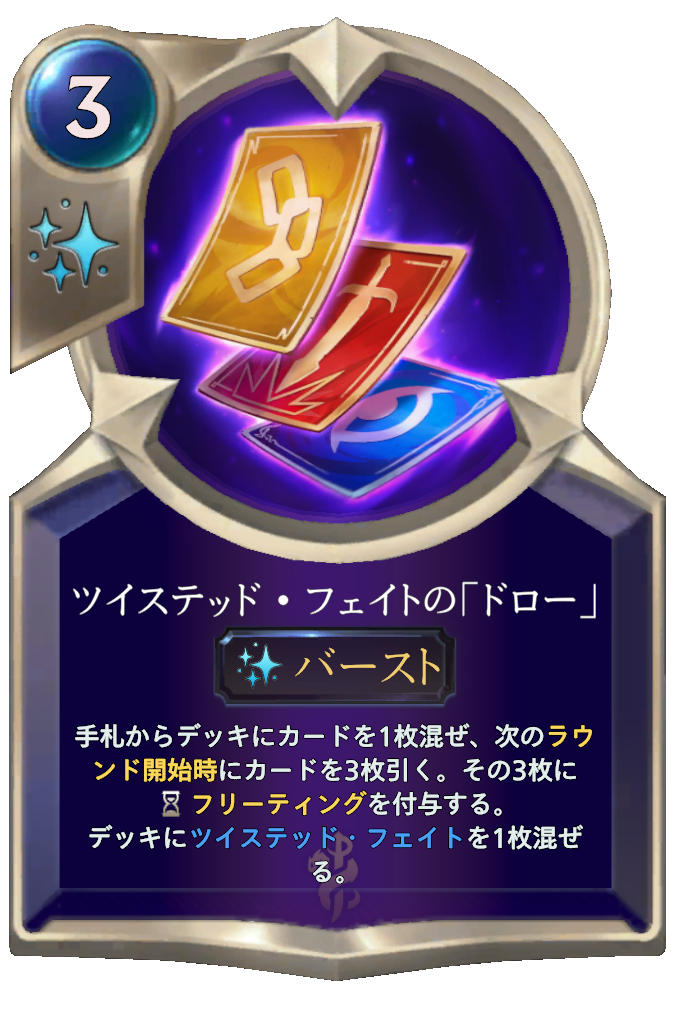 3
ツイステッド・フェイトの「ドロー」
バースト
手札からデッキにカードを1枚混ぜ、次のラウ
ンド開始時にカードを3枚引く。その3枚に
フリーティングを付与する。
デッキにツイステッド・フェイトを1枚混ぜ
る。